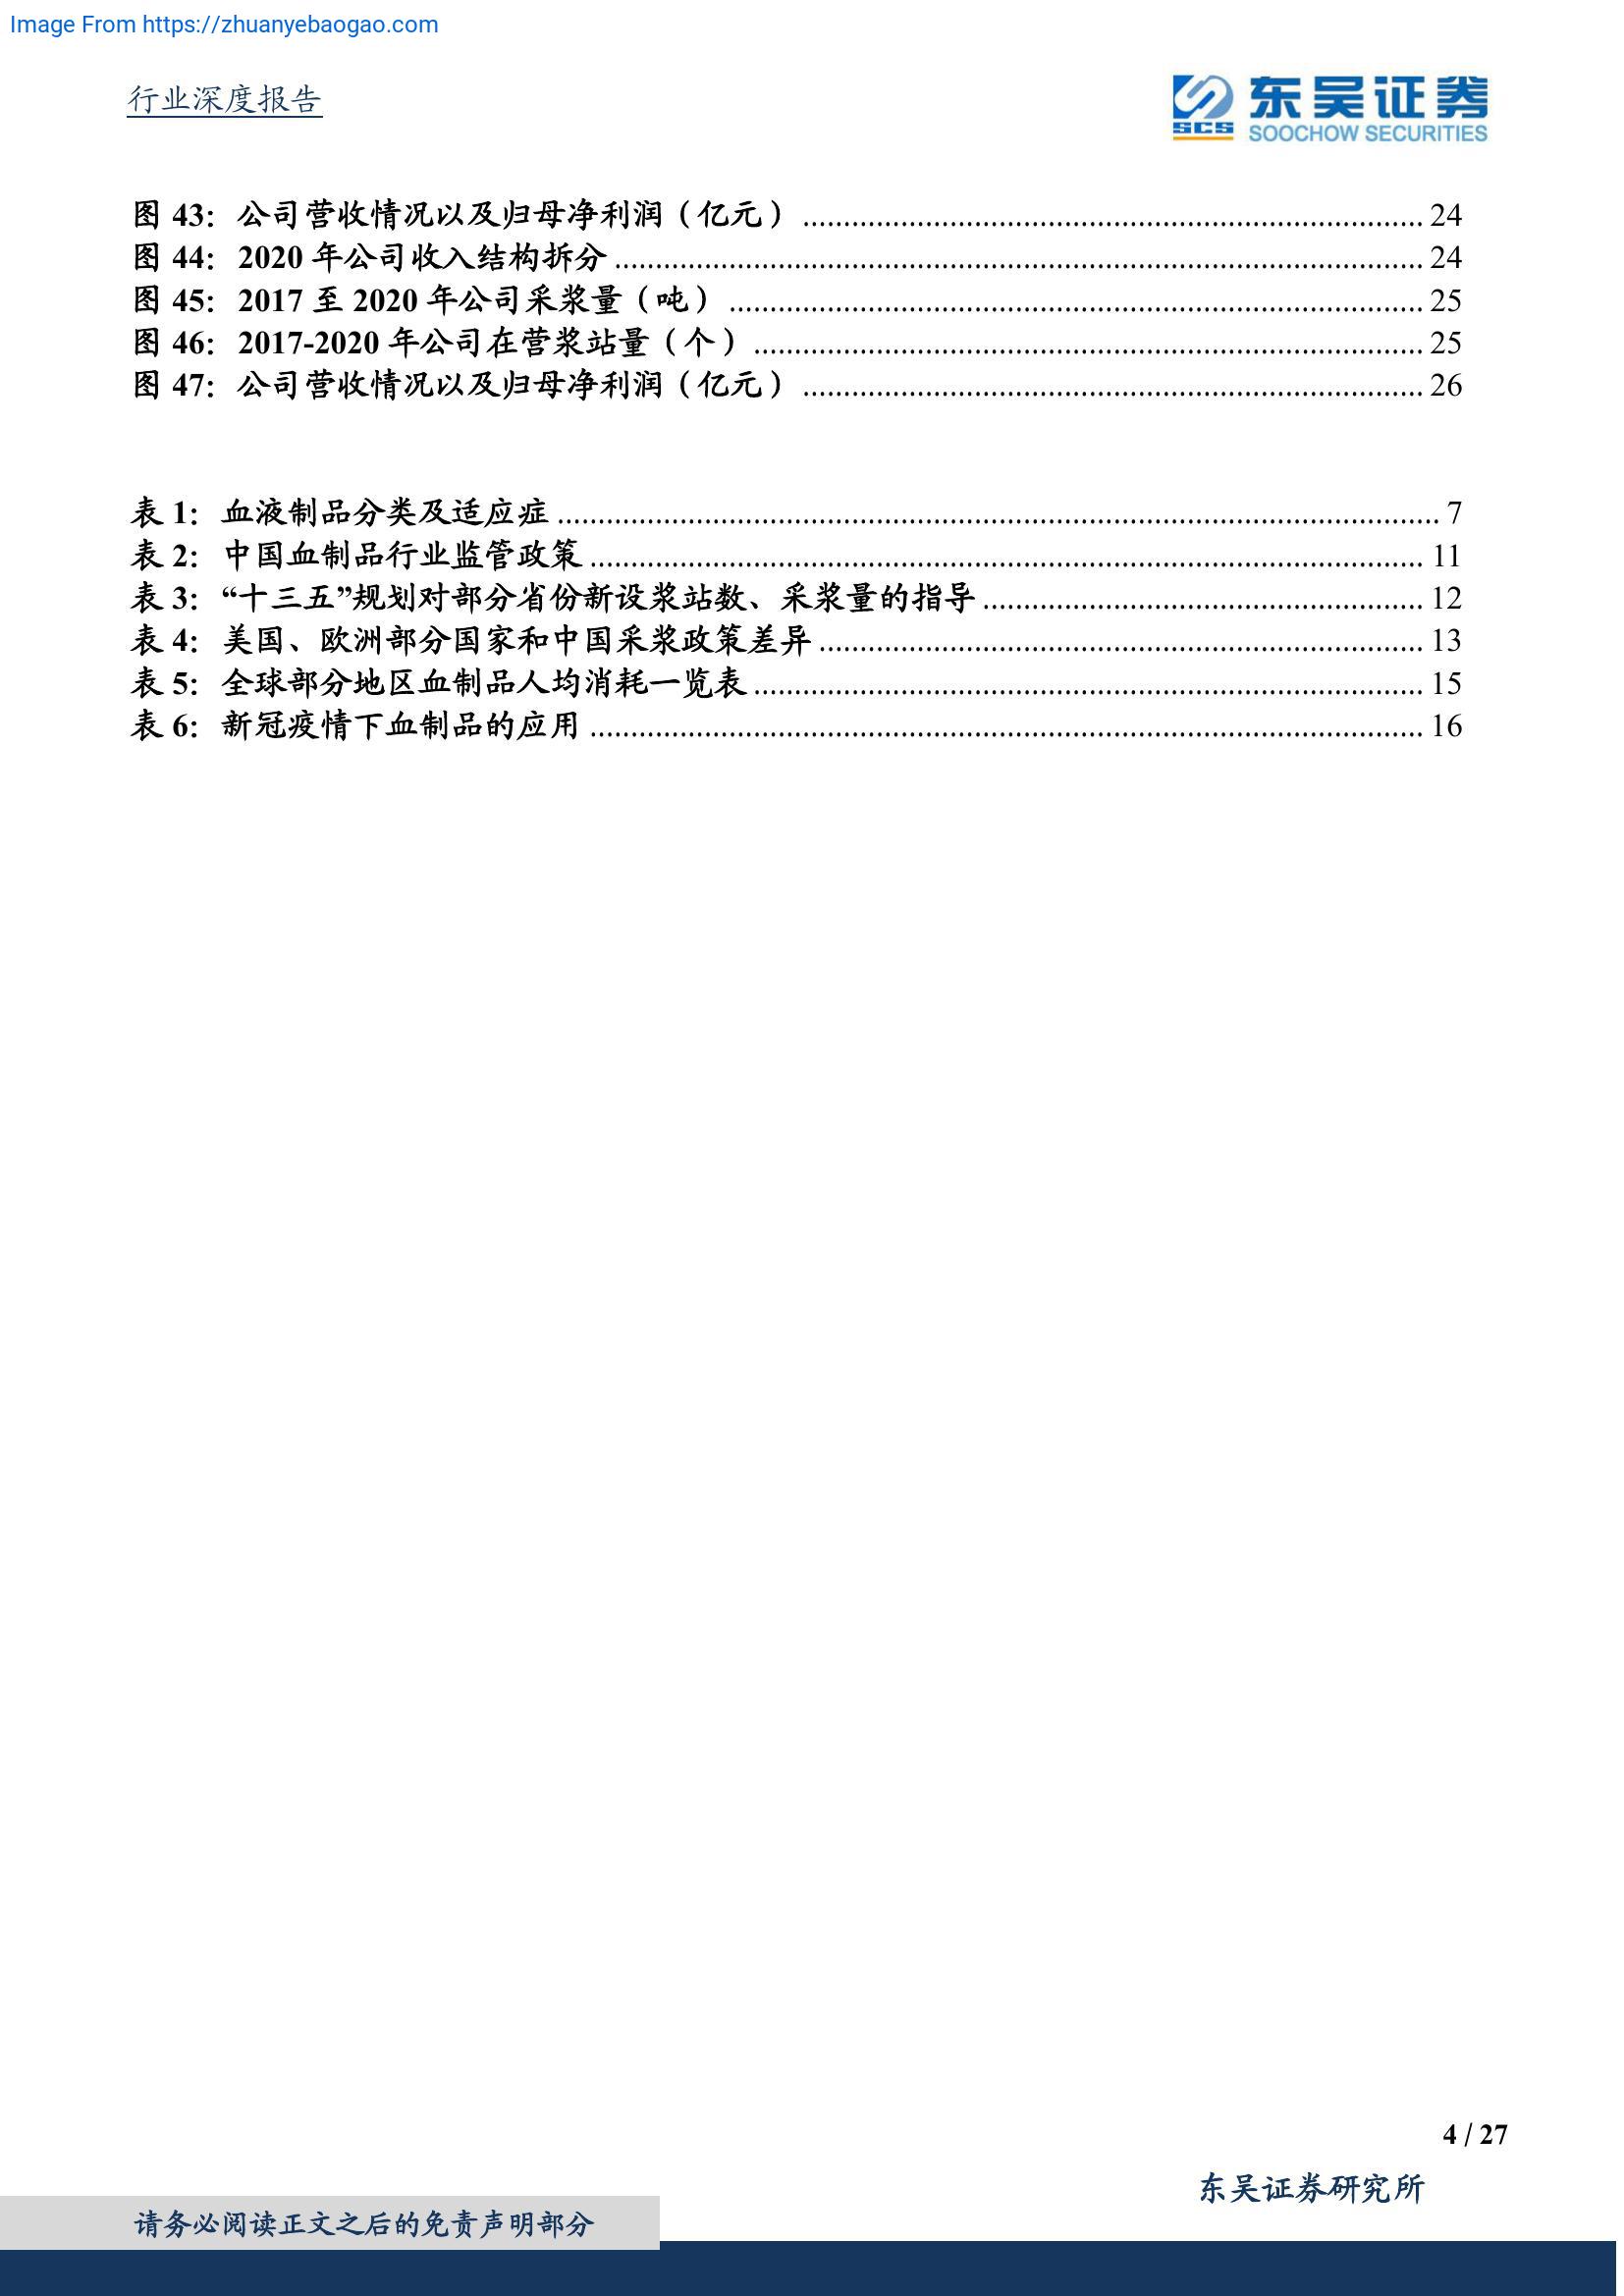 Image From https://zhuanyebaogao.com
行业深度报告
SCS 东吴证券
SOOCHOW SECURITIES
图 43: 公司营收情况以及归母净利润（亿元） 24
图 44: 2020 年公司收入结构拆分 24
图 45: 2017 至 2020 年公司采浆量（吨） 25
图 46: 2017-2020 年公司在营浆站量（个） 25
图 47: 公司营收情况以及归母净利润（亿元） 26
表 1: 血液制品分类及适应症 7
表 2: 中国血制品行业监管政策 11
表 3: “十三五”规划对部分省份新设浆站数、采浆量的指导 12
表 4: 美国、欧洲部分国家和中国采浆政策差异 13
表 5: 全球部分地区血制品人均消耗一览表 15
表 6: 新冠疫情下血制品的应用 16
4 / 27
东吴证券研究所
请务必阅读正文之后的免责声明部分